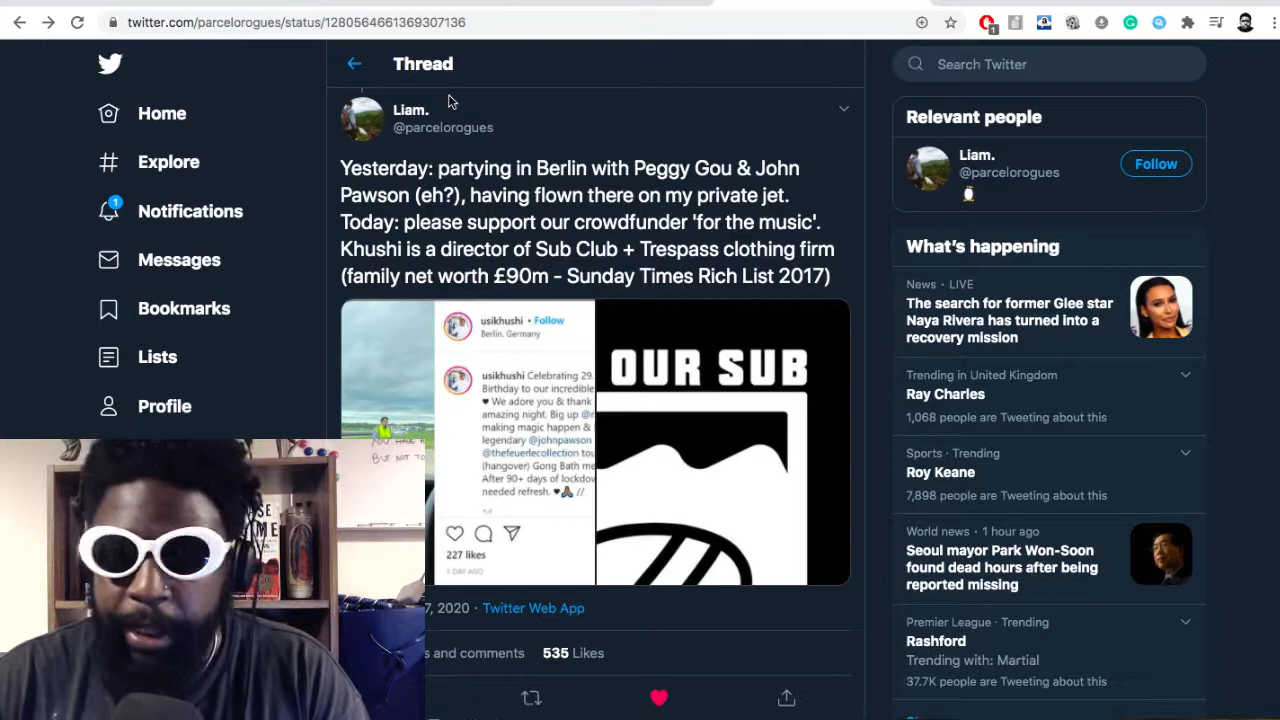 twitter.com/parcelorogues/status/1280564661369307136
1
Home
Explore
1
Notifications
Messages
Bookmarks
Lists
Profile
Thread
Liam.
@parcelorogues
Yesterday: partying in Berlin with Peggy Gou & John
Pawson (eh?), having flown there on my private jet.
Today: please support our crowdfunder 'for the music'.
Khushi is a director of Sub Club + Trespass clothing firm
(family net worth £90m - Sunday Times Rich List 2017)
usikhushi • Follow
Berlin, Germany
usikhushi Celebrating 29.
Birthday to our incredible
♥ We adore you & thank
amazing night. Big up
making magic happen &
legendary @johnpawson
@thefeuerlecollection tou
(hangover) Gong Bath me
After 90+ days of lockdow
needed refresh. ♥🙏🏾 //
1d
227 likes
1 DAY AGO
OUR SUB
BUT NOT TO
7, 2020 · Twitter Web App
s and comments 535 Likes
Search Twitter
Relevant people
Liam.
@parcelorogues
Follow
What's happening
News · LIVE
The search for former Glee star
Naya Rivera has turned into a
recovery mission
Trending in United Kingdom
Ray Charles
1,068 people are Tweeting about this
Sports · Trending
Roy Keane
7,898 people are Tweeting about this
World news · 1 hour ago
Seoul mayor Park Won-Soon
found dead hours after being
reported missing
Premier League · Trending
Rashford
Trending with: Martial
37.7K people are Tweeting about this